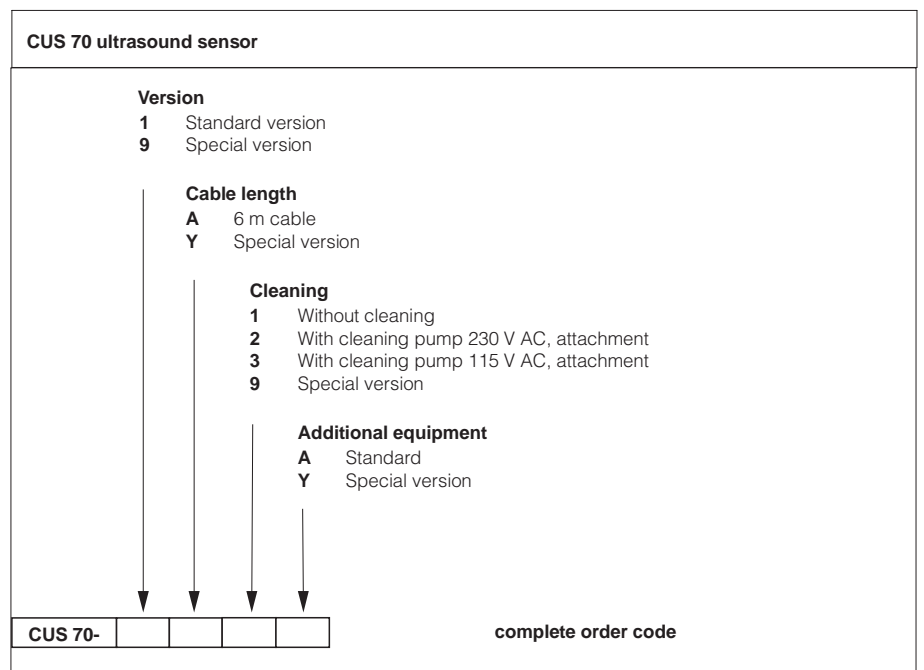 CUS 70 ultrasound sensor
Version
1 Standard version
9 Special version
Cable length
A 6 m cable
Y Special version
Cleaning
1 Without cleaning
2 With cleaning pump 230 V AC, attachment
3 With cleaning pump 115 V AC, attachment
9 Special version
Additional equipment
A Standard
Y Special version
CUS 70- complete order code